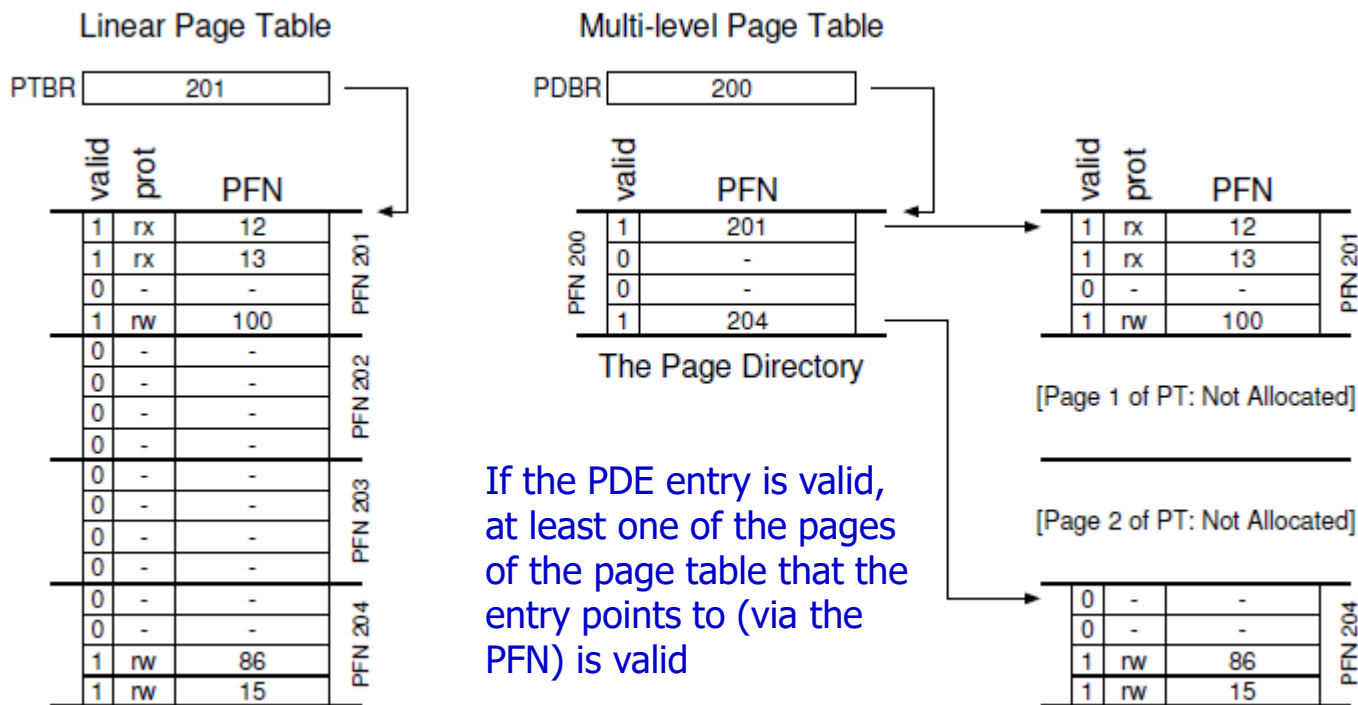 Linear Page Table
PTBR 201
valid prot PFN
1 rx 12
1 rx 13
0 - -
1 rw 100
PFN 201
0 - -
0 - -
0 - -
0 - -
PFN 202
0 - -
0 - -
0 - -
0 - -
PFN 203
0 - -
0 - -
1 rw 86
1 rw 15
PFN 204
Multi-level Page Table
PDBR 200
valid PFN
PFN 200
1 201
0 -
0 -
1 204
The Page Directory
If the PDE entry is valid,
at least one of the pages
of the page table that the
entry points to (via the
PFN) is valid
valid prot PFN
1 rx 12
1 rx 13
0 - -
1 rw 100
PFN 201
[Page 1 of PT: Not Allocated]
[Page 2 of PT: Not Allocated]
0 - -
0 - -
1 rw 86
1 rw 15
PFN 204